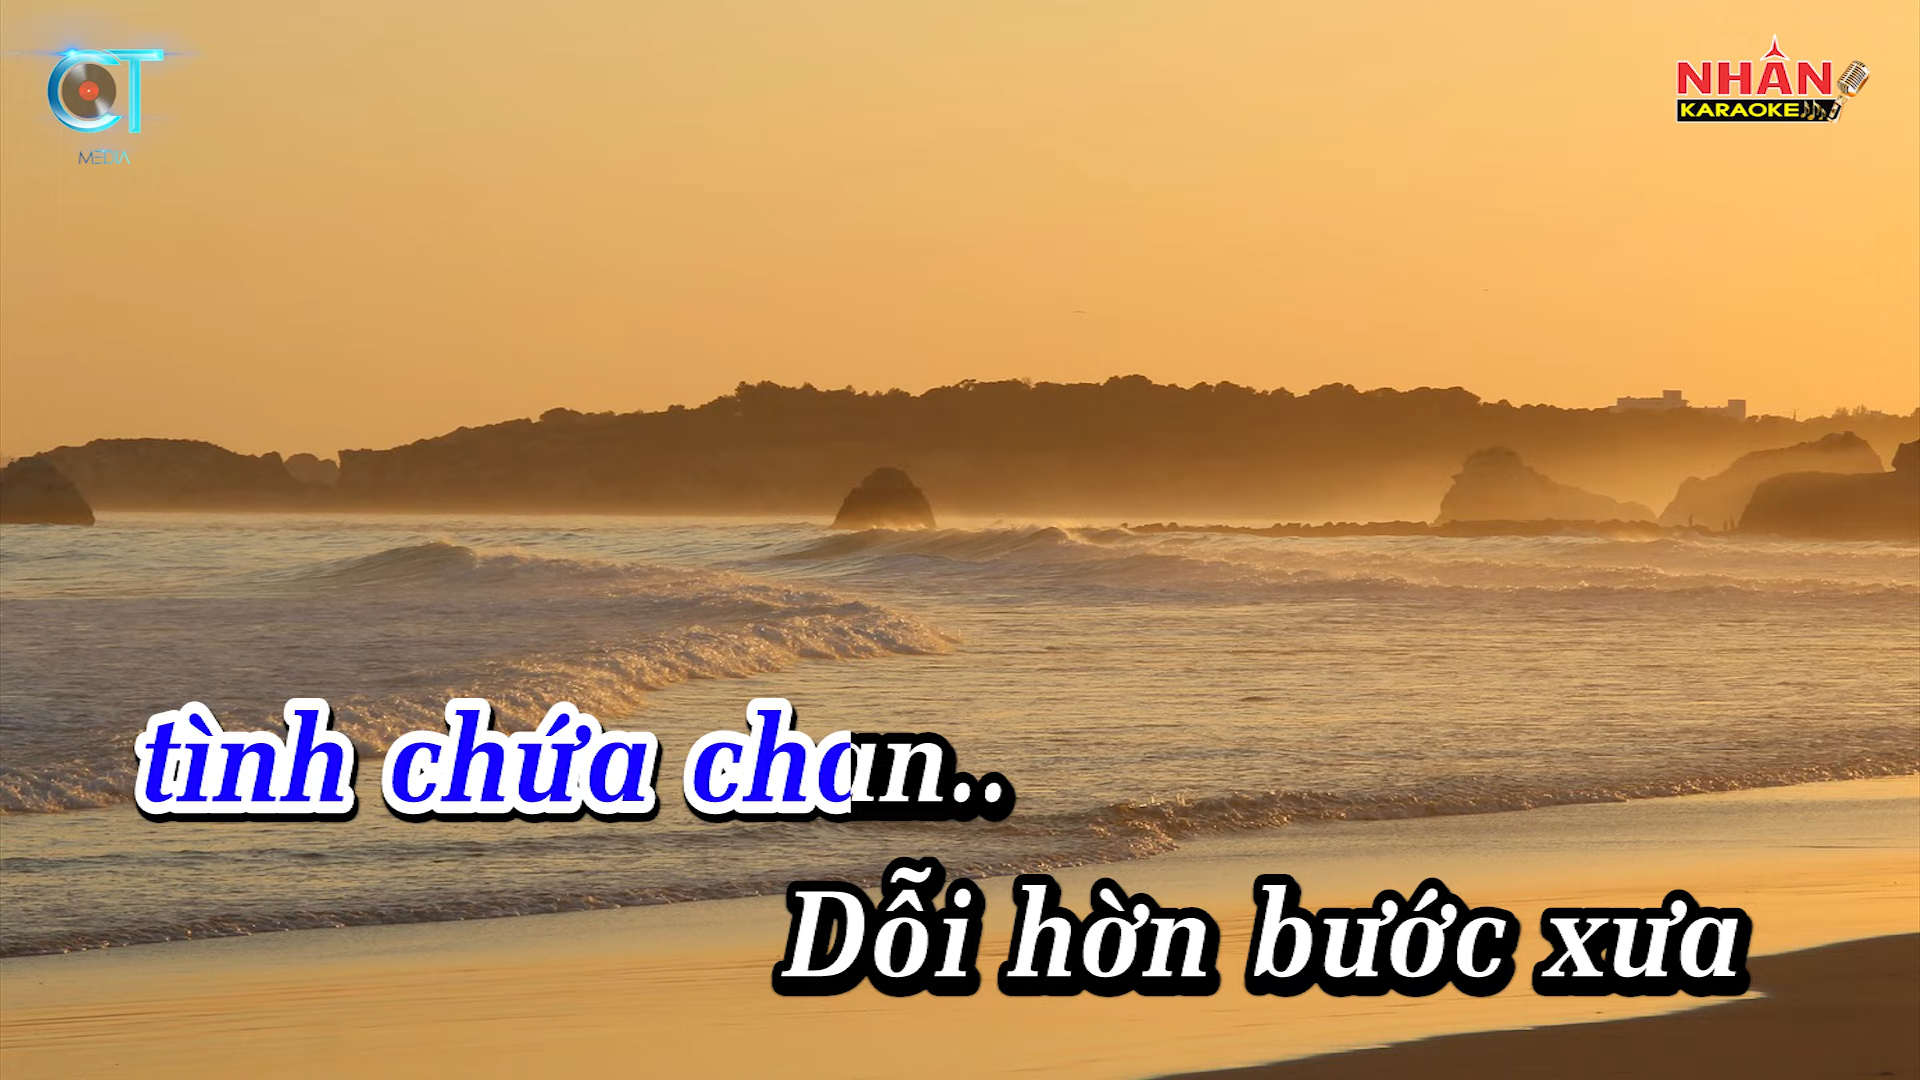 CT
MEDIA
NHÂN
KARAOKE
tình chứa chan..
Dỗi hờn bước xưa